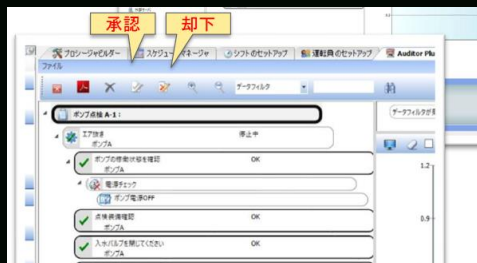 承認 却下
プロシージャビルダー スケジュールマネージャ シフトのセットアップ 運転員のセットアップ Auditor Plu
ファイル
データフィルタ
ポンプ点検 A-1:
データフィルタが
エア抜き 停止中
ポンプA
ポンプの稼働状移を確認 OK
ポンプA
電源チェック
ポンプ電源OFF
点検装備確認 OK
ポンプA
入水バルブを閉じてください OK
ポンプA
1.2
0.9